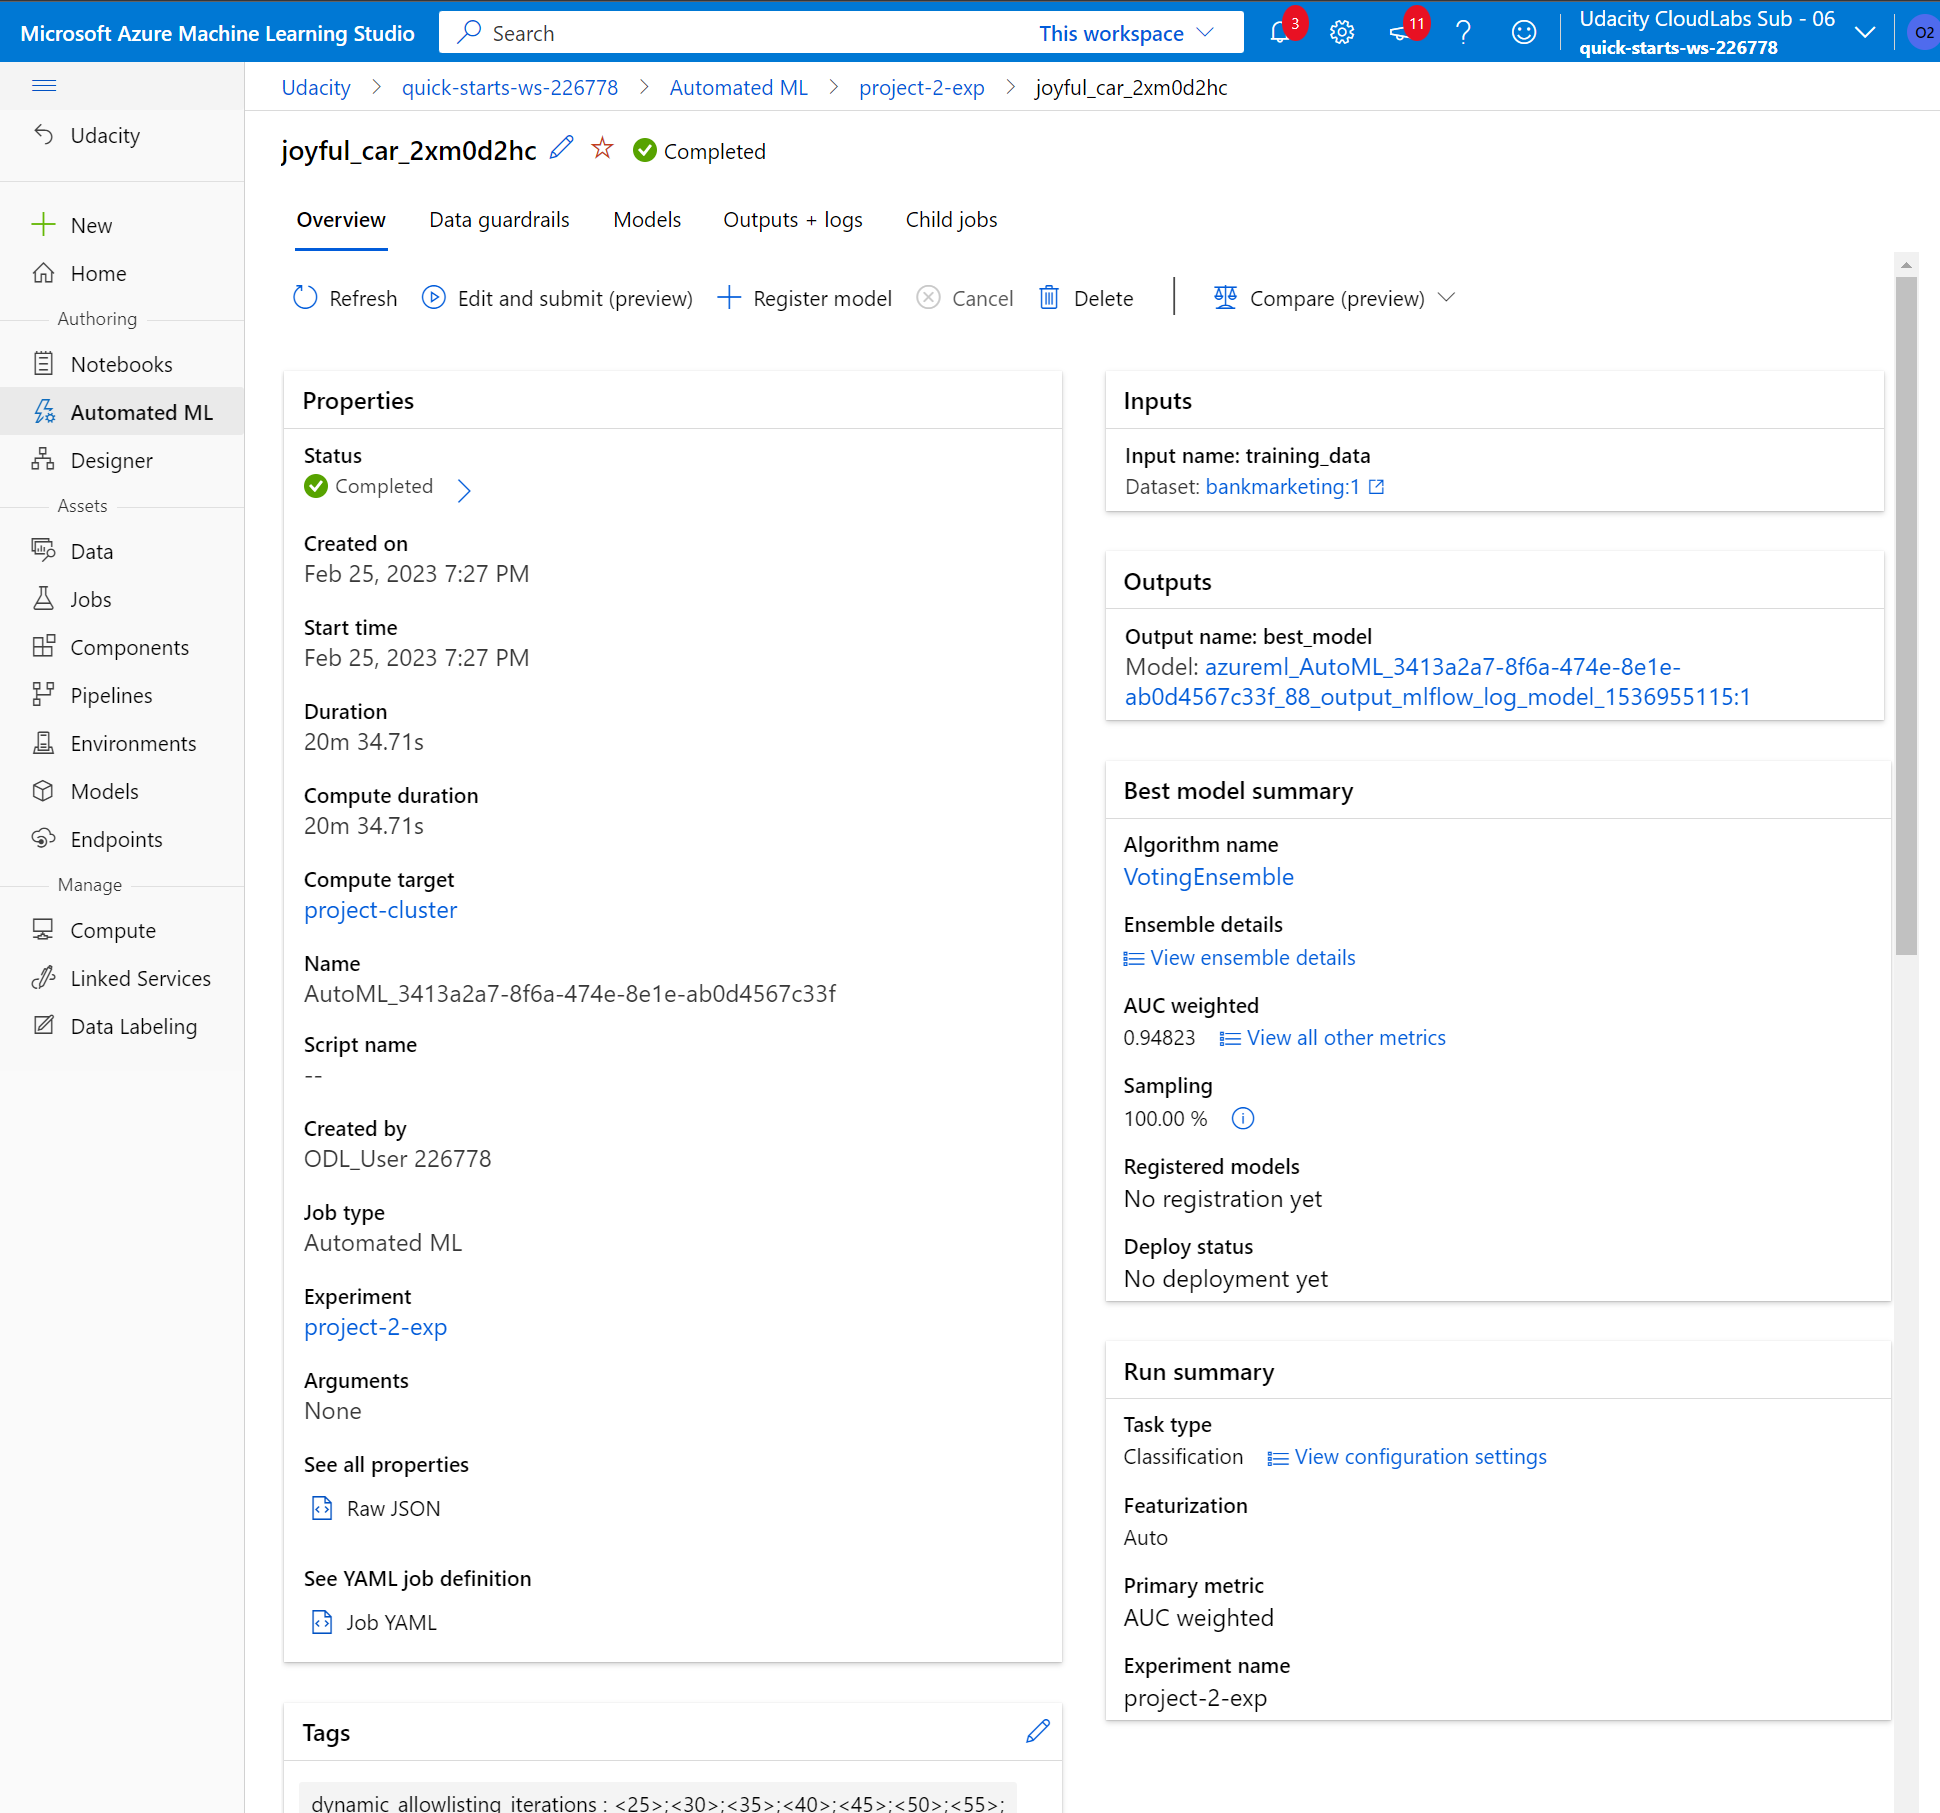 Microsoft Azure Machine Learning Studio
Search
This workspace
3
11
Udacity CloudLabs Sub - 06
quick-starts-ws-226778
O2
Udacity
New
Home
Authoring
Notebooks
Automated ML
Designer
Assets
Data
Jobs
Components
Pipelines
Environments
Models
Endpoints
Manage
Compute
Linked Services
Data Labeling
Udacity > quick-starts-ws-226778 > Automated ML > project-2-exp > joyful_car_2xm0d2hc
joyful_car_2xm0d2hc Completed
Overview Data guardrails Models Outputs + logs Child jobs
Refresh Edit and submit (preview) Register model Cancel Delete Compare (preview)
Properties
Status
Completed
Created on
Feb 25, 2023 7:27 PM
Start time
Feb 25, 2023 7:27 PM
Duration
20m 34.71s
Compute duration
20m 34.71s
Compute target
project-cluster
Name
AutoML_3413a2a7-8f6a-474e-8e1e-ab0d4567c33f
Script name
--
Created by
ODL_User 226778
Job type
Automated ML
Experiment
project-2-exp
Arguments
None
See all properties
Raw JSON
See YAML job definition
Job YAML
Tags
dynamic_allowlisting_iterations : <25>;<30>;<35>;<40>;<45>;<50>;<55>;
Inputs
Input name: training_data
Dataset: bankmarketing:1
Outputs
Output name: best_model
Model: azureml_AutoML_3413a2a7-8f6a-474e-8e1e-
ab0d4567c33f_88_output_mlflow_log_model_1536955115:1
Best model summary
Algorithm name
VotingEnsemble
Ensemble details
View ensemble details
AUC weighted
0.94823 View all other metrics
Sampling
100.00 %
Registered models
No registration yet
Deploy status
No deployment yet
Run summary
Task type
Classification View configuration settings
Featurization
Auto
Primary metric
AUC weighted
Experiment name
project-2-exp